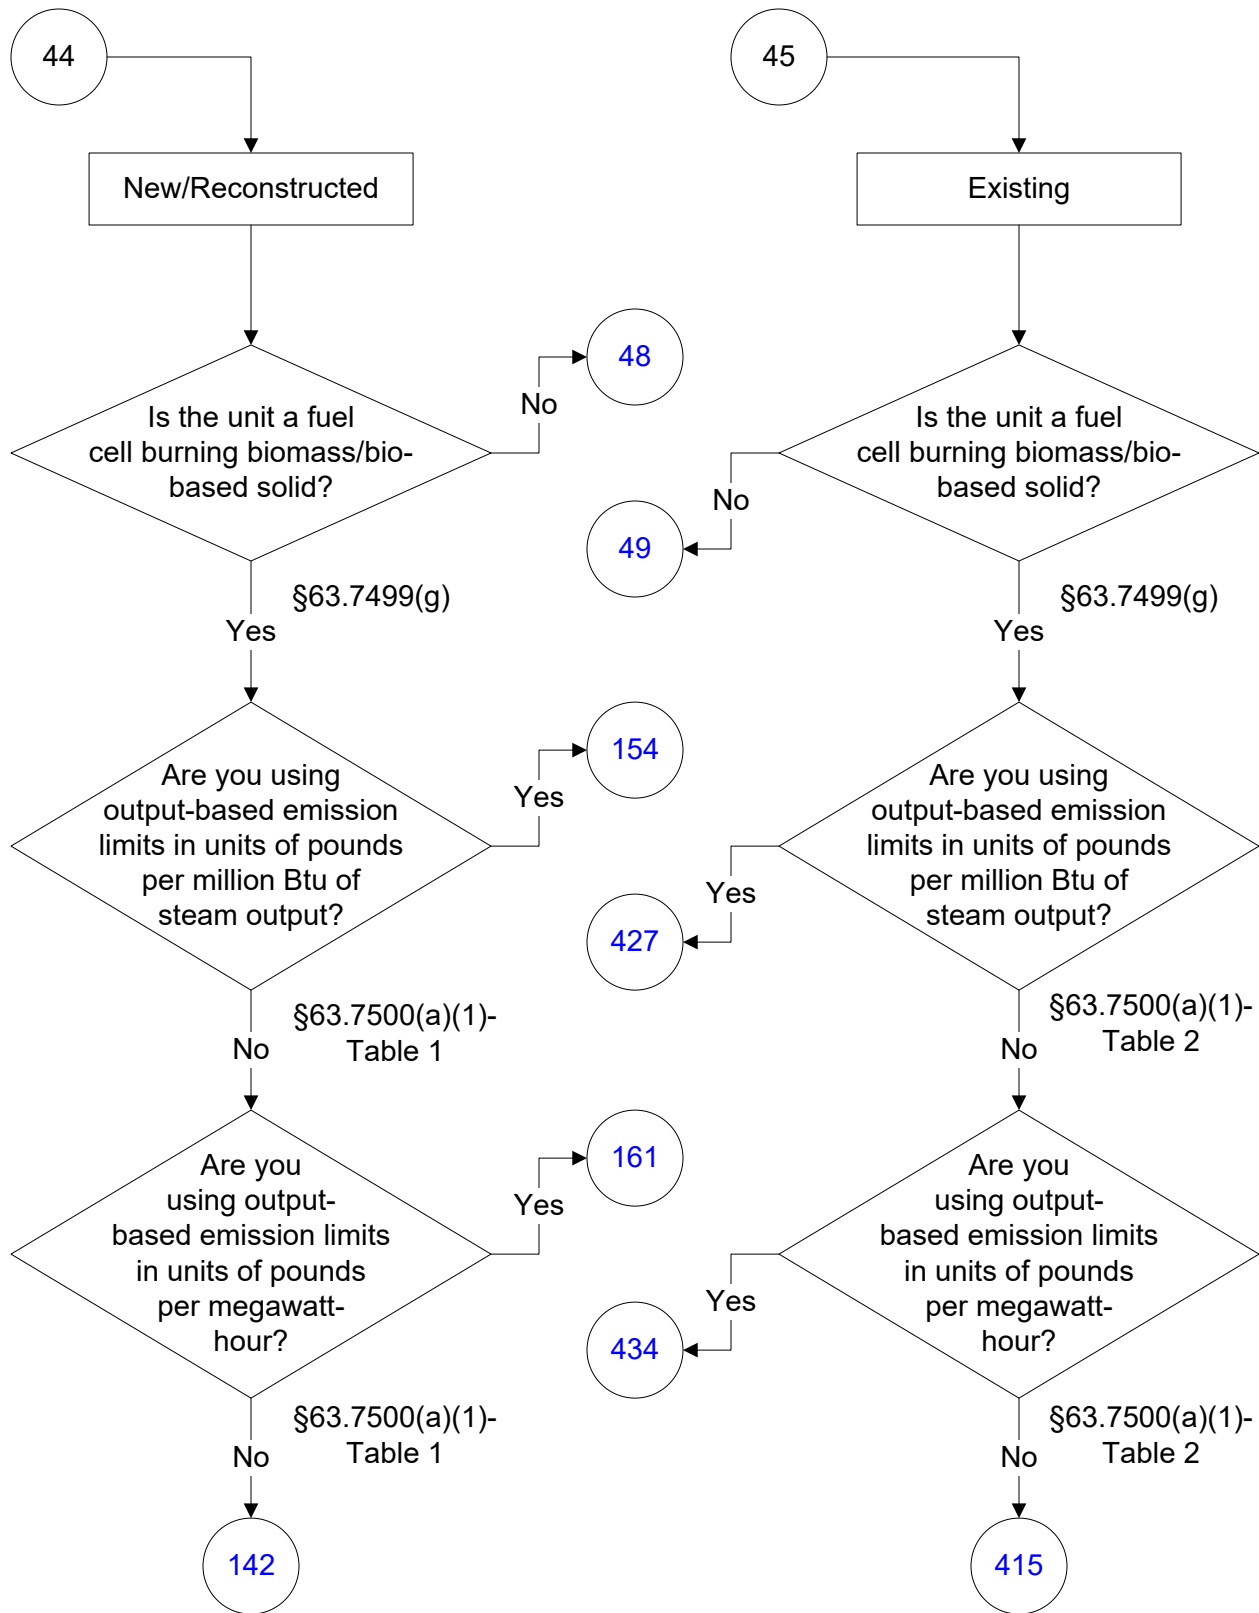 44
New/Reconstructed
Is the unit a fuel
cell burning biomass/bio-
based solid?
No
48
§63.7499(g)
Yes
Are you using
output-based emission
limits in units of pounds
per million Btu of
steam output?
Yes
154
§63.7500(a)(1)-
Table 1
No
Are you
using output-
based emission limits
in units of pounds
per megawatt-
hour?
Yes
161
§63.7500(a)(1)-
Table 1
No
142
45
Existing
Is the unit a fuel
cell burning biomass/bio-
based solid?
No
49
§63.7499(g)
Yes
Are you using
output-based emission
limits in units of pounds
per million Btu of
steam output?
Yes
427
§63.7500(a)(1)-
Table 2
No
Are you
using output-
based emission limits
in units of pounds
per megawatt-
hour?
Yes
434
§63.7500(a)(1)-
Table 2
No
415